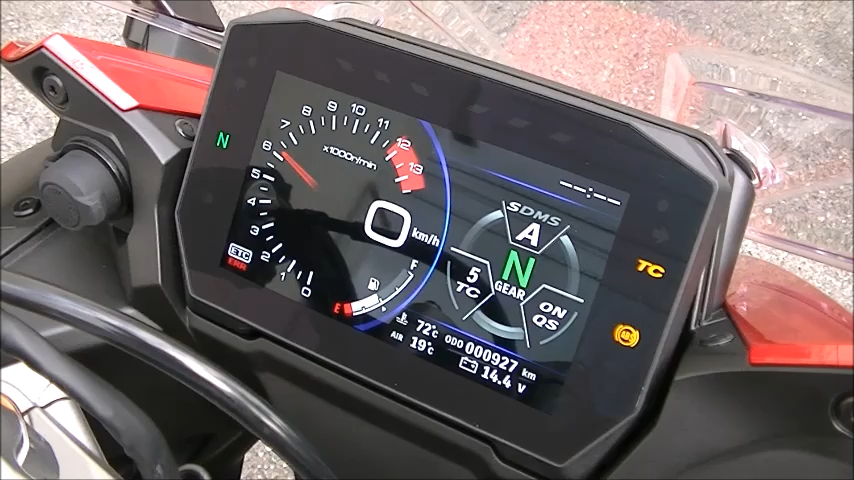 N
0
2
3
4
5
6
7
8
9
10
11
12
13
x1000r/min
0 km/h
--:--
SDMS
A
5
TC
N
GEAR
ON
QS
ETC
ERR
F
E
72°C
ODO 000927 km
AIR 19°C
14.4 V
TC
ABS